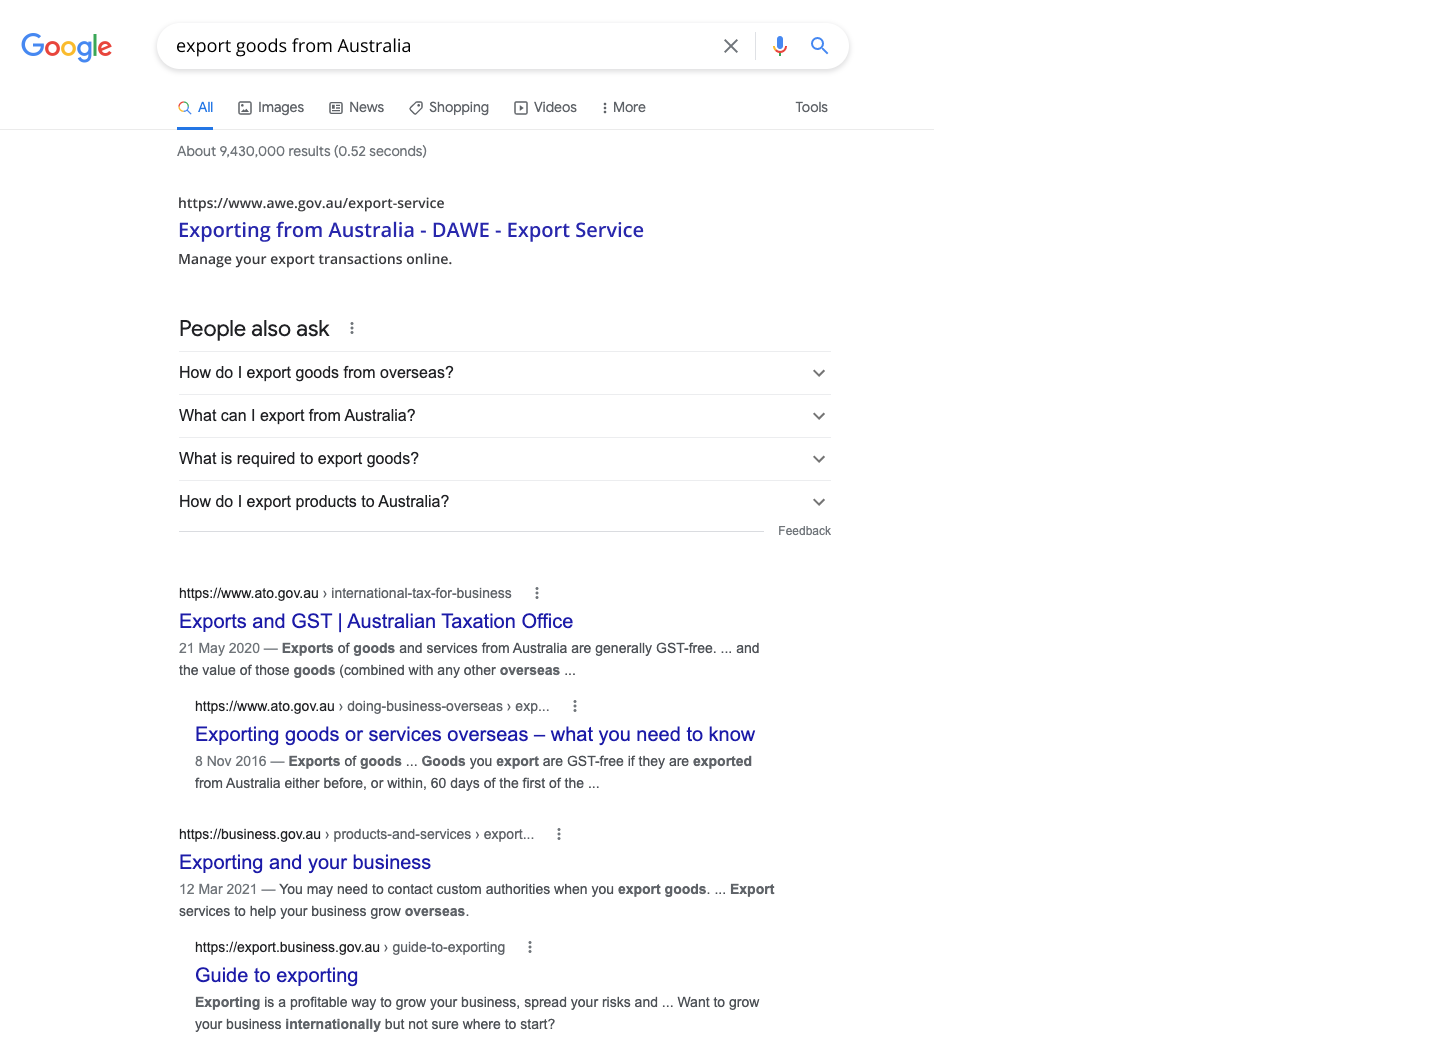 Google
export goods from Australia
All
Images
News
Shopping
Videos
More
Tools
About 9,430,000 results (0.52 seconds)
https://www.awe.gov.au/export-service
Exporting from Australia - DAWE - Export Service
Manage your export transactions online.
People also ask
How do I export goods from overseas?
What can I export from Australia?
What is required to export goods?
How do I export products to Australia?
Feedback
https://www.ato.gov.au › international-tax-for-business
Exports and GST | Australian Taxation Office
21 May 2020 — Exports of goods and services from Australia are generally GST-free. ... and
the value of those goods (combined with any other overseas ...
https://www.ato.gov.au › doing-business-overseas › exp...
Exporting goods or services overseas – what you need to know
8 Nov 2016 — Exports of goods ... Goods you export are GST-free if they are exported
from Australia either before, or within, 60 days of the first of the ...
https://business.gov.au › products-and-services › export...
Exporting and your business
12 Mar 2021 — You may need to contact custom authorities when you export goods. ... Export
services to help your business grow overseas.
https://export.business.gov.au › guide-to-exporting
Guide to exporting
Exporting is a profitable way to grow your business, spread your risks and ... Want to grow
your business internationally but not sure where to start?